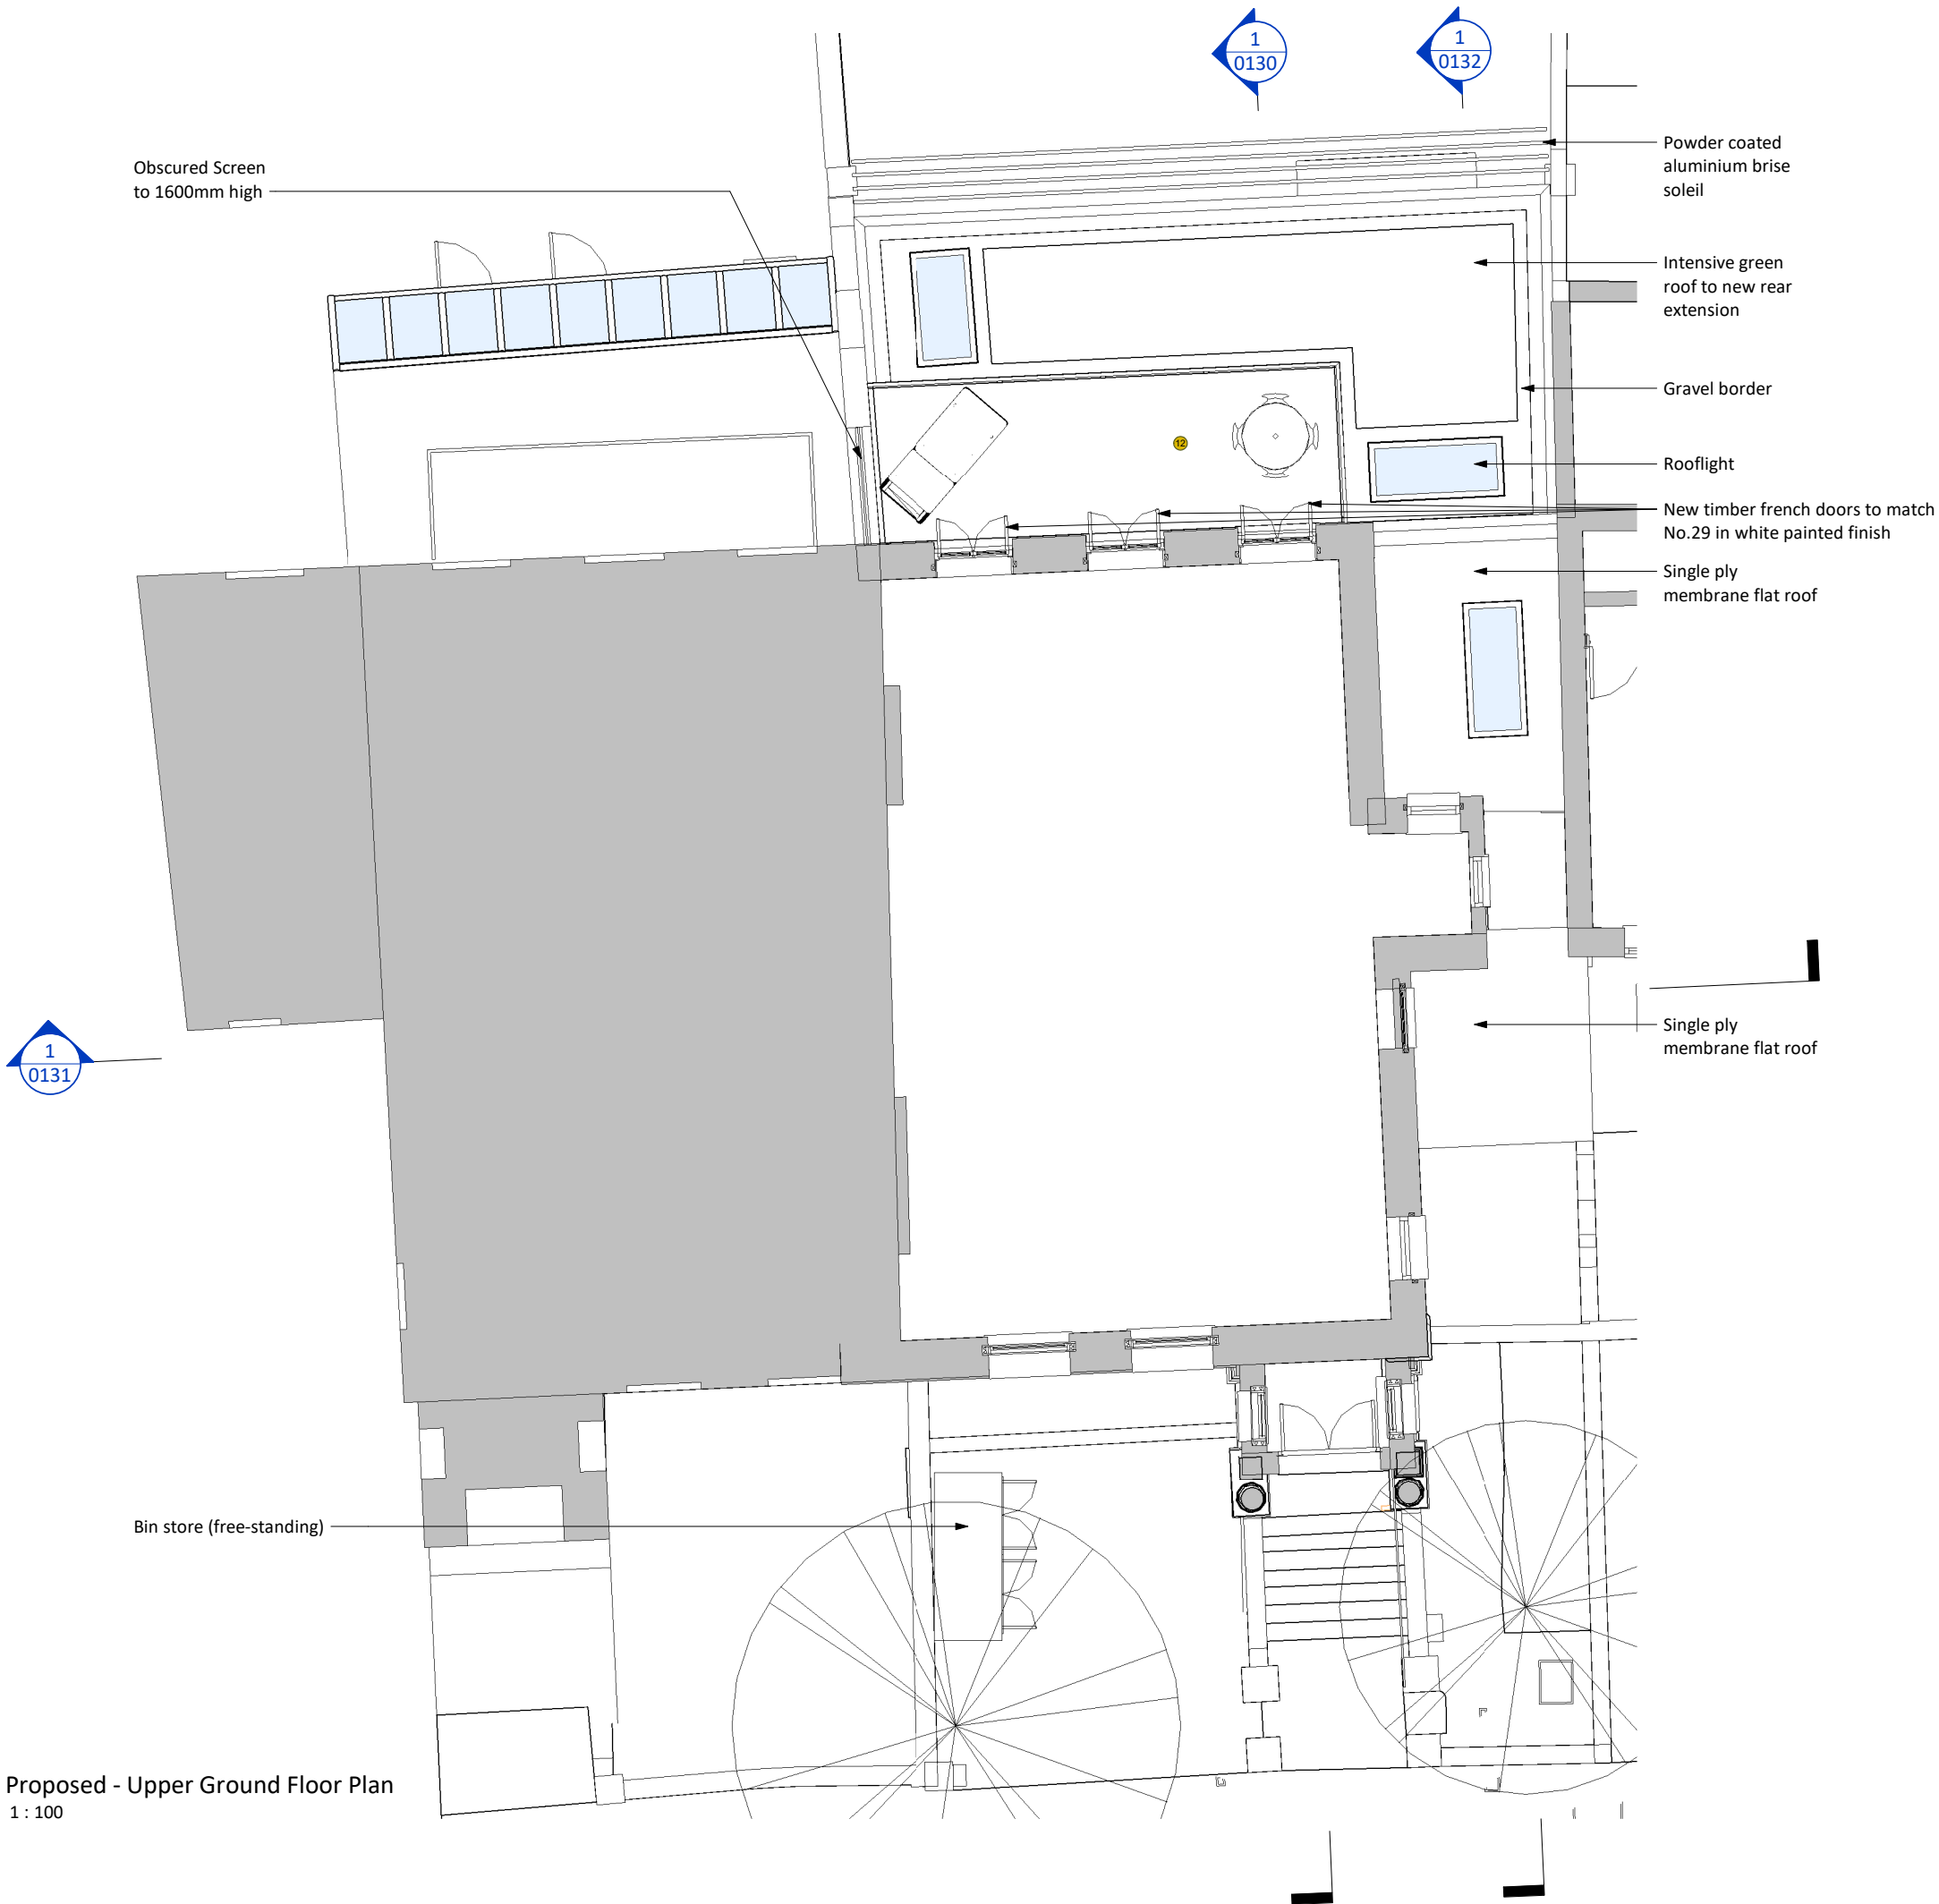 1
0130
1
0132
Obscured Screen
to 1600mm high
Powder coated
aluminium brise
soleil
Intensive green
roof to new rear
extension
Gravel border
12
Rooflight
New timber french doors to match
No.29 in white painted finish
Single ply
membrane flat roof
1
0131
Single ply
membrane flat roof
Bin store (free-standing)
Proposed - Upper Ground Floor Plan
1 : 100